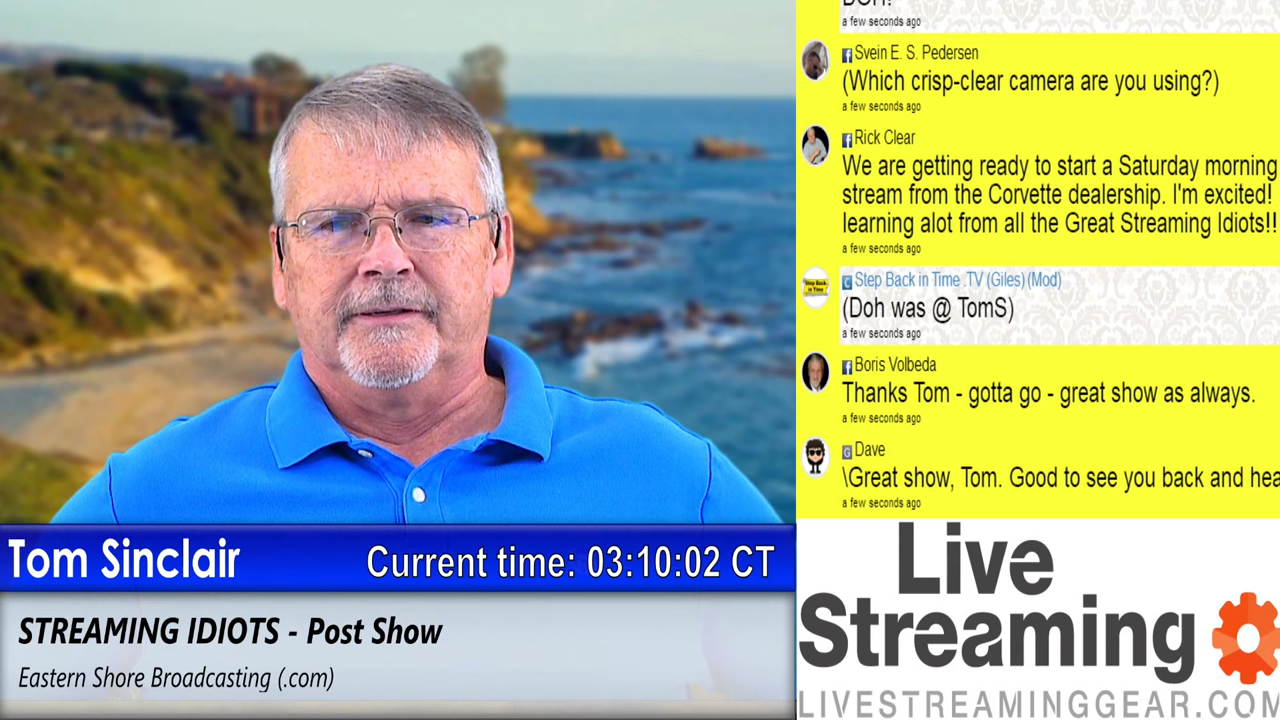 DOH!
a few seconds ago
Svein E. S. Pedersen
(Which crisp-clear camera are you using?)
a few seconds ago
Rick Clear
We are getting ready to start a Saturday morning
stream from the Corvette dealership. I'm excited!
learning alot from all the Great Streaming Idiots!!
a few seconds ago
Step Back in Time .TV (Giles) (Mod)
(Doh was @ TomS)
a few seconds ago
Boris Volbeda
Thanks Tom - gotta go - great show as always.
a few seconds ago
Dave
\Great show, Tom. Good to see you back and hea
a few seconds ago
Tom Sinclair
Current time: 03:10:02 CT
STREAMING IDIOTS - Post Show
Eastern Shore Broadcasting (.com)
Live
Streaming
LIVESTREAMINGGEAR.COM